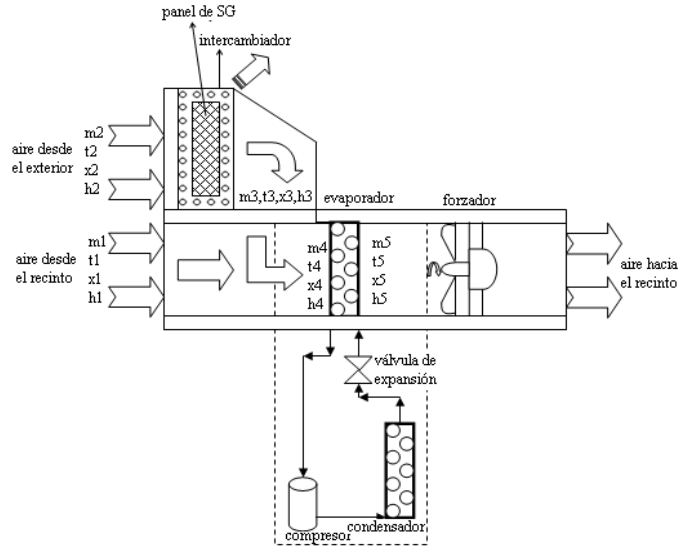 panel de SG
intercambiador
aire desde
el exterior
m2
t2
x2
h2
m3,t3,x3,h3
evaporador
forzador
aire desde
el recinto
m1
t1
x1
h1
m4
t4
x4
h4
m5
t5
x5
h5
aire hacia
el recinto
válvula de
expansión
compresor
condensador